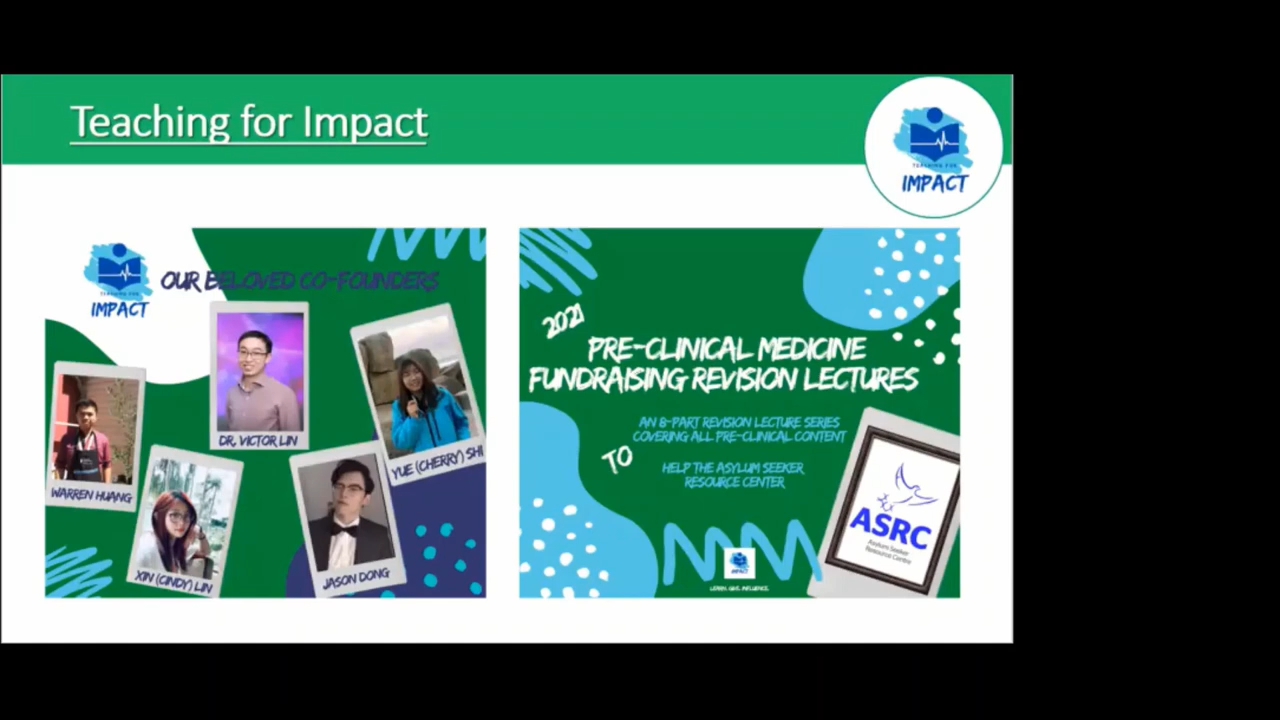 Teaching for Impact
TEACHING FOR
IMPACT
TEACHING FOR
IMPACT
OUR BELOVED CO-FOUNDERS
DR. VICTOR LIN
YUE (CHERRY) SHI
WARREN HUANG
XIN (CINDY) LIN
JASON DONG
2021
PRE-CLINICAL MEDICINE
FUNDRAISING REVISION LECTURES
AN 8-PART REVISION LECTURE SERIES
COVERING ALL PRE-CLINICAL CONTENT
TO
HELP THE ASYLUM SEEKER
RESOURCE CENTER
ASRC
Asylum Seeker
Resource Centre
IMPACT
LEARN. GIVE. INFLUENCE.